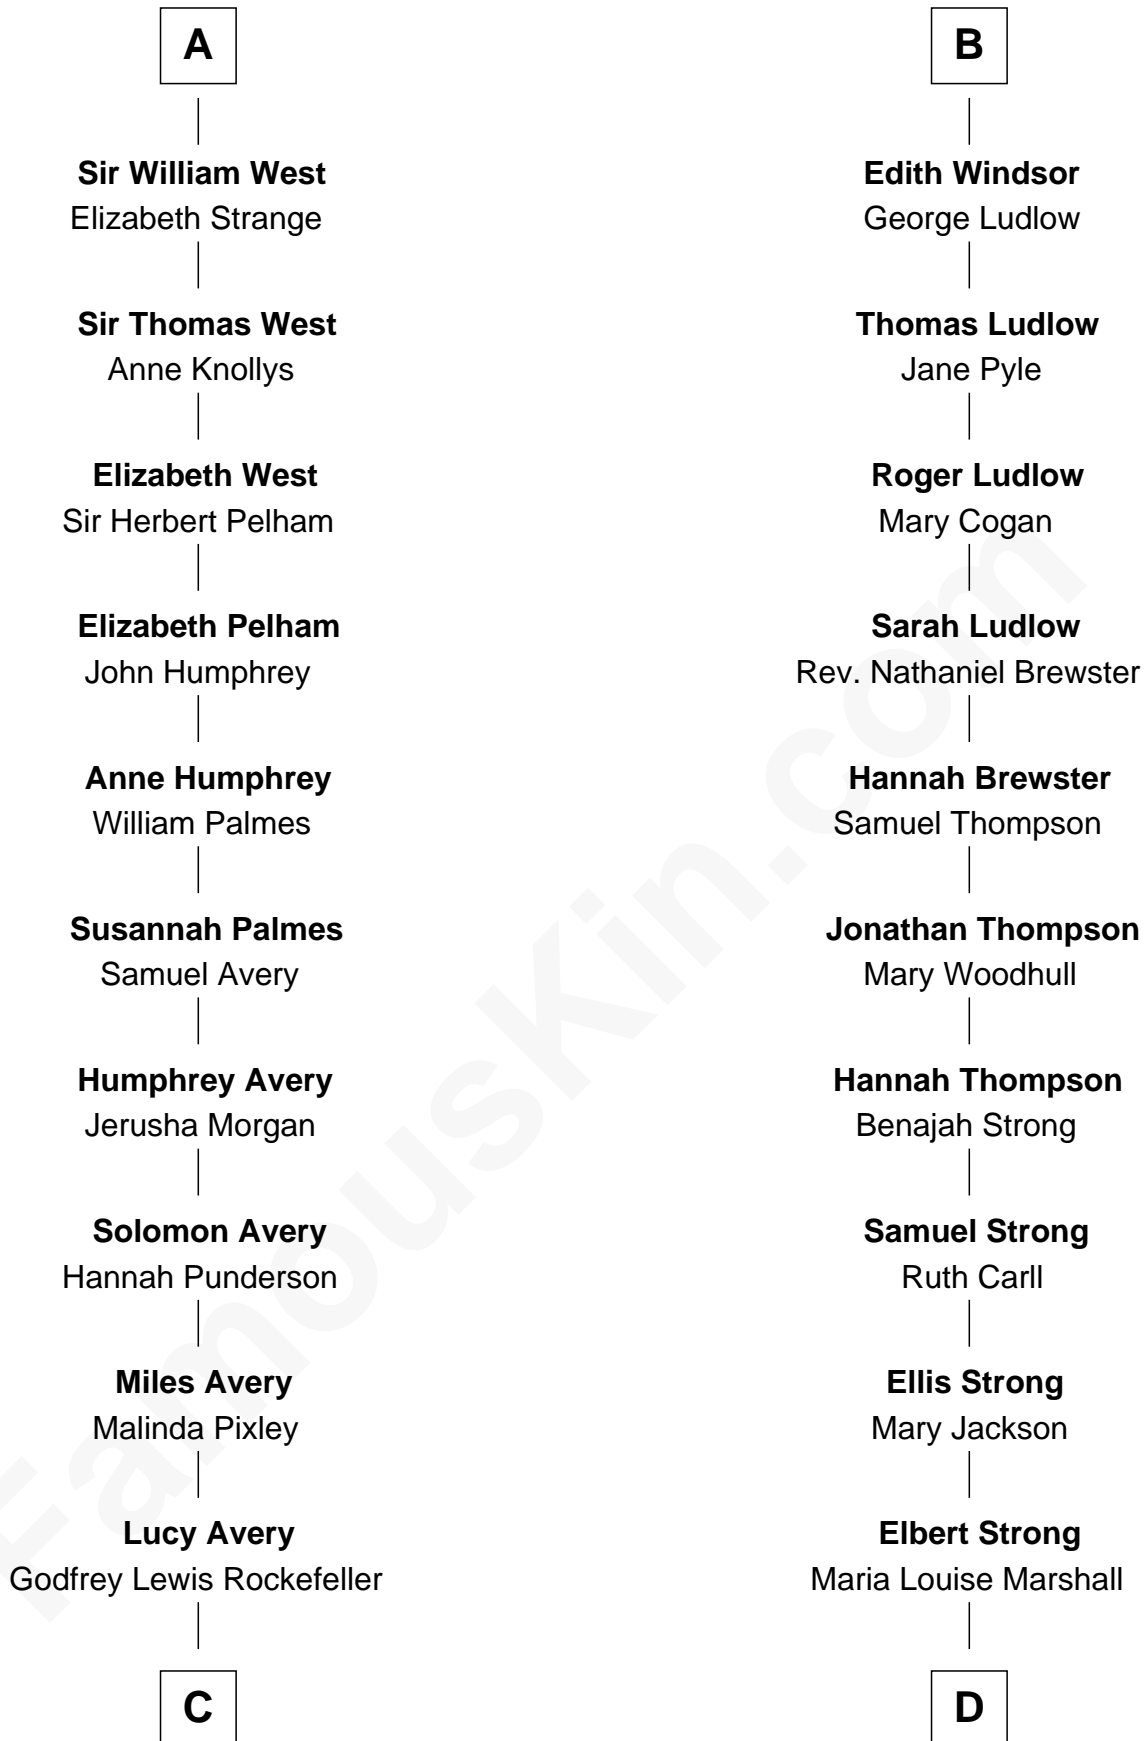 A
Sir William West
Elizabeth Strange
Sir Thomas West
Anne Knollys
Elizabeth West
Sir Herbert Pelham
Elizabeth Pelham
John Humphrey
Anne Humphrey
William Palmes
Susannah Palmes
Samuel Avery
Humphrey Avery
Jerusha Morgan
Solomon Avery
Hannah Punderson
Miles Avery
Malinda Pixley
Lucy Avery
Godfrey Lewis Rockefeller
C
B
Edith Windsor
George Ludlow
Thomas Ludlow
Jane Pyle
Roger Ludlow
Mary Cogan
Sarah Ludlow
Rev. Nathaniel Brewster
Hannah Brewster
Samuel Thompson
Jonathan Thompson
Mary Woodhull
Hannah Thompson
Benajah Strong
Samuel Strong
Ruth Carll
Ellis Strong
Mary Jackson
Elbert Strong
Maria Louise Marshall
D
FamousKin.com